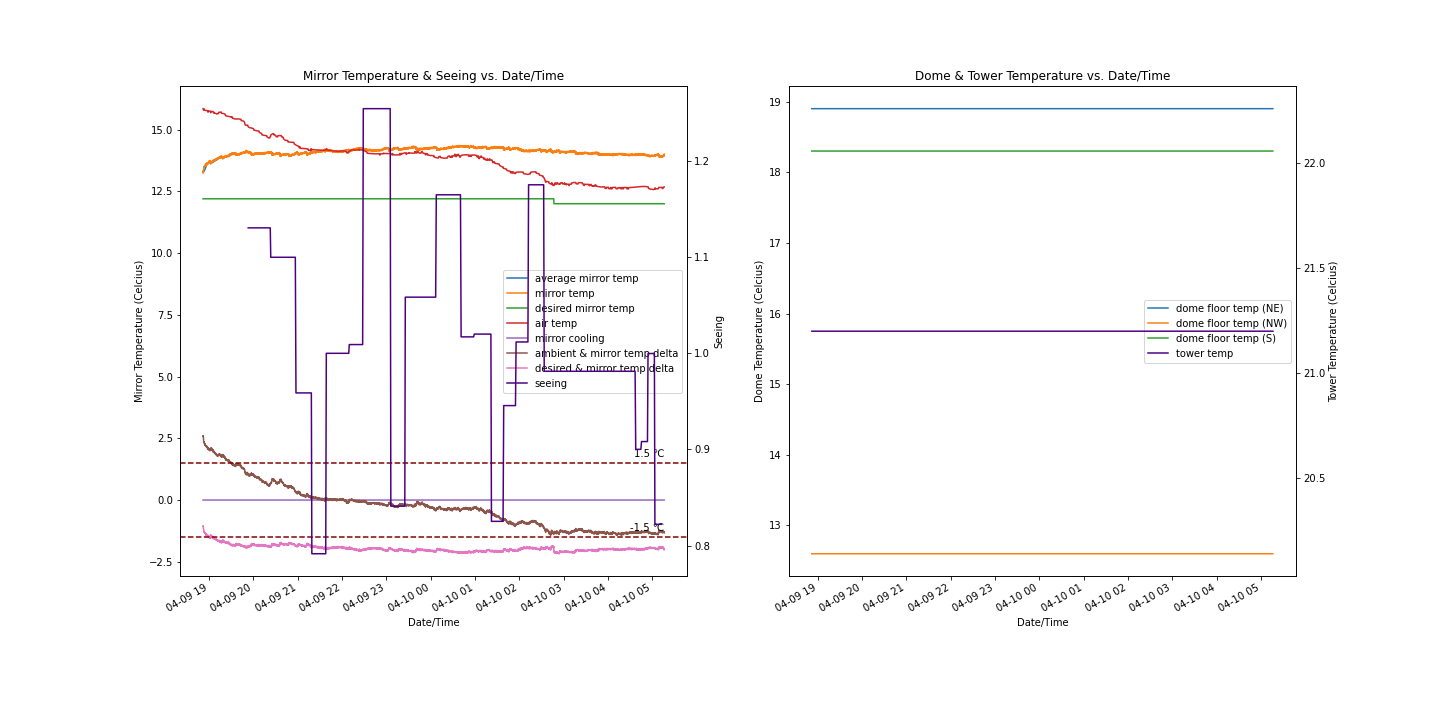 Mirror Temperature & Seeing vs. Date/Time
Mirror Temperature (Celcius)
15.0
12.5
10.0
7.5
5.0
2.5
0.0
−2.5
1.2
1.1
1.0
0.9
0.8
Seeing
average mirror temp
mirror temp
desired mirror temp
air temp
mirror cooling
ambient & mirror temp delta
desired & mirror temp delta
seeing
1.5 °C
-1.5 °C
04-09 19
04-09 20
04-09 21
04-09 22
04-09 23
04-10 00
04-10 01
04-10 02
04-10 03
04-10 04
04-10 05
Date/Time
Dome & Tower Temperature vs. Date/Time
Dome Temperature (Celcius)
19
18
17
16
15
14
13
22.0
21.5
21.0
20.5
Tower Temperature (Celcius)
dome floor temp (NE)
dome floor temp (NW)
dome floor temp (S)
tower temp
04-09 19
04-09 20
04-09 21
04-09 22
04-09 23
04-10 00
04-10 01
04-10 02
04-10 03
04-10 04
04-10 05
Date/Time